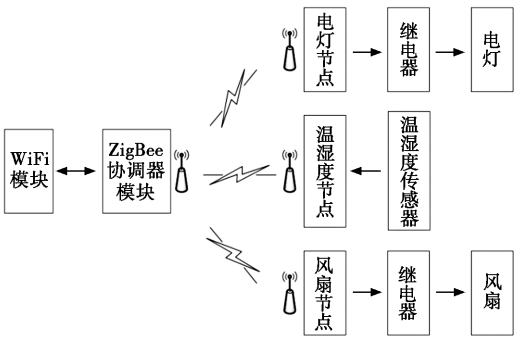 WiFi
模块
ZigBee
协调器
模块
电灯节点
继电器
电灯
温湿度节点
温湿度传感器
风扇节点
继电器
风扇